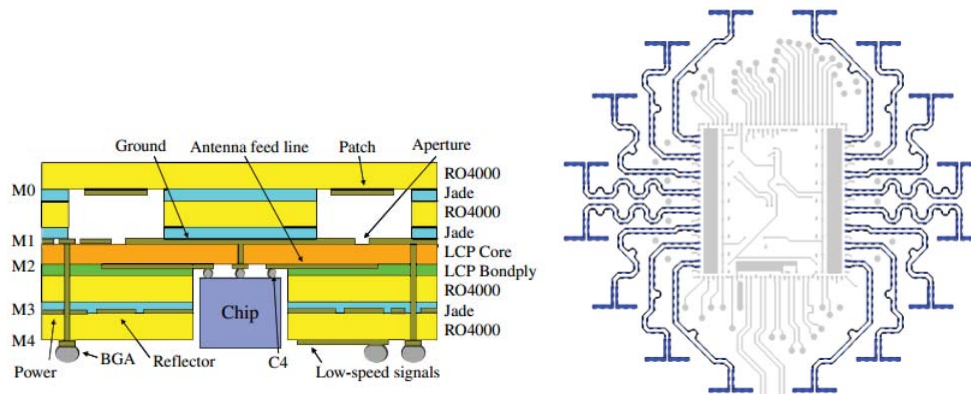 Ground Antenna feed line Patch Aperture
RO4000
M0
Jade
RO4000
Jade
M1
LCP Core
M2
LCP Bondply
RO4000
Chip
M3
Jade
RO4000
M4
Power BGA Reflector C4 Low-speed signals